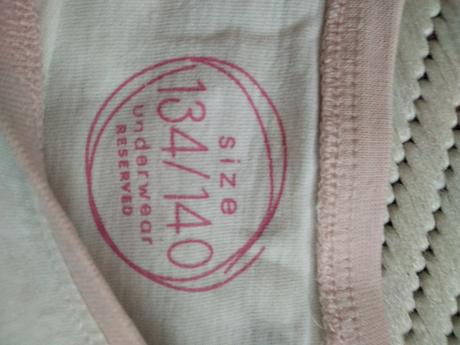 size
134/140
underwear
RESERVED